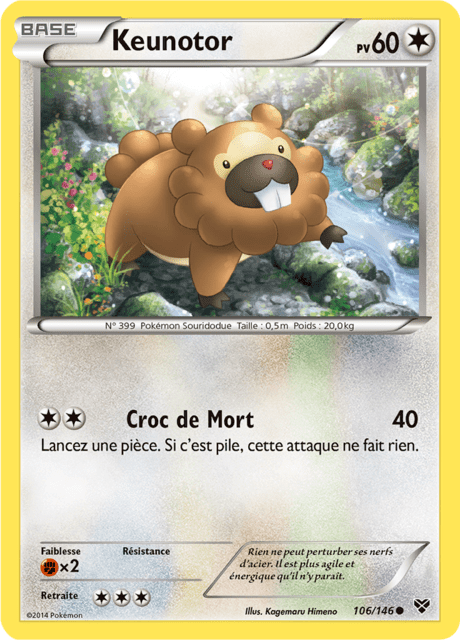 BASE
Keunotor
PV60
N° 399 Pokémon Souridodue Taille : 0,5m Poids : 20,0kg
Croc de Mort 40
Lancez une pièce. Si c'est pile, cette attaque ne fait rien.
Faiblesse Résistance
×2
Rien ne peut perturber ses nerfs
d'acier. Il est plus agile et
énergique qu'il n'y paraît.
Retraite
©2014 Pokémon
Illus. Kagemaru Himeno
106/146
XY